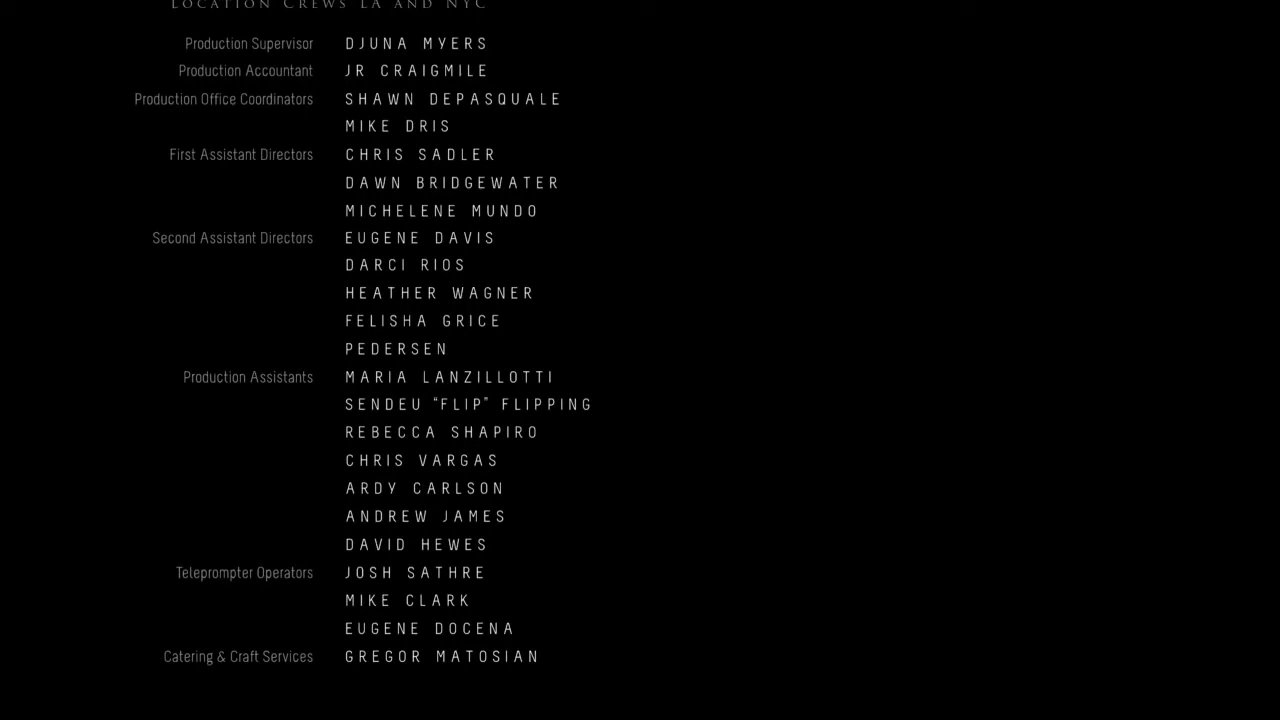 Location Crews LA and NYC
Production Supervisor DJUNA MYERS
Production Accountant JR CRAIGMILE
Production Office Coordinators SHAWN DEPASQUALE
MIKE DRIS
First Assistant Directors CHRIS SADLER
DAWN BRIDGEWATER
MICHELENE MUNDO
Second Assistant Directors EUGENE DAVIS
DARCI RIOS
HEATHER WAGNER
FELISHA GRICE
PEDERSEN
Production Assistants MARIA LANZILLOTTI
SENDEU “FLIP” FLIPPING
REBECCA SHAPIRO
CHRIS VARGAS
ARDY CARLSON
ANDREW JAMES
DAVID HEWES
Teleprompter Operators JOSH SATHRE
MIKE CLARK
EUGENE DOCENA
Catering & Craft Services GREGOR MATOSIAN